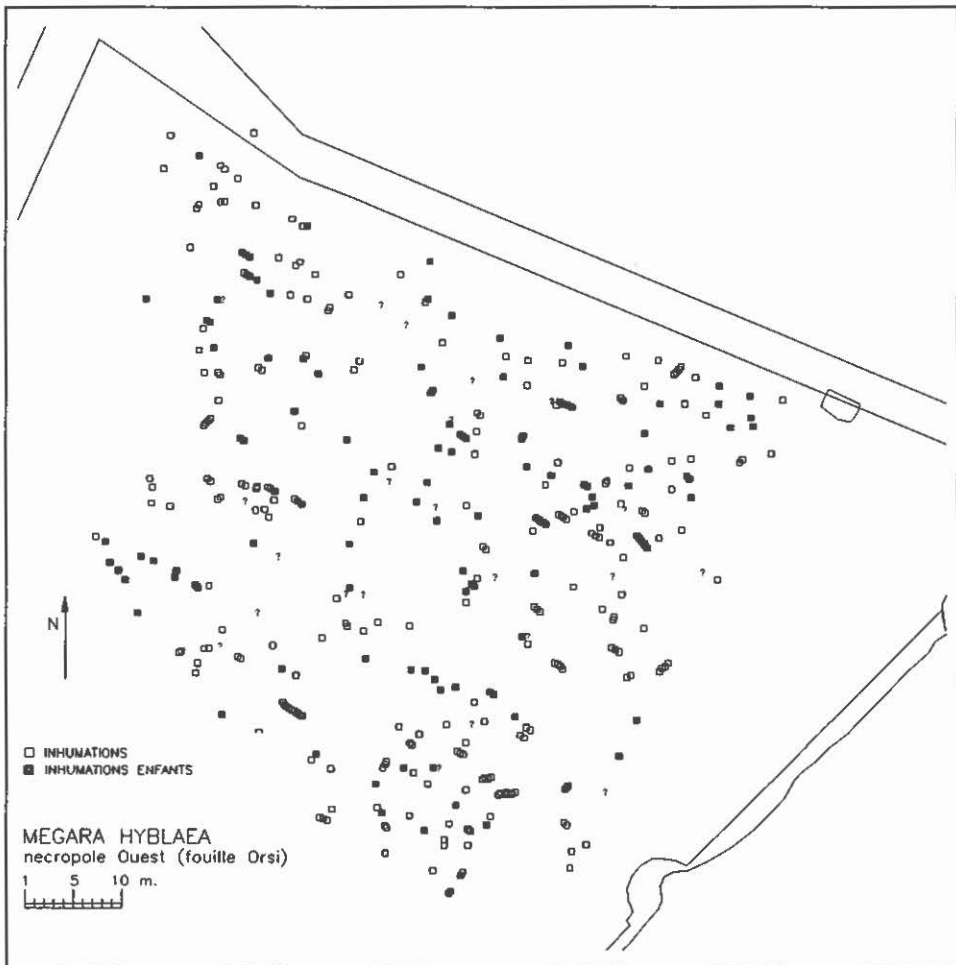 N
INHUMATIONS
INHUMATIONS ENFANTS
MEGARA HYBLAEA
necropole Ouest (fouille Orsi)
1 5 10 m.